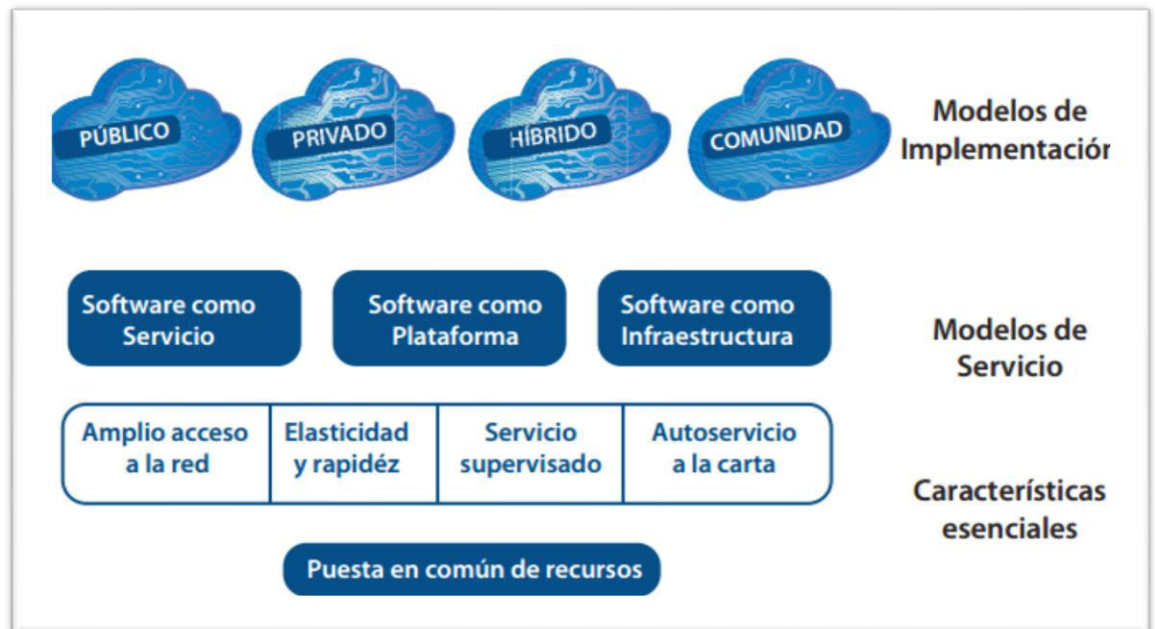 PÚBLICO
PRIVADO
HÍBRIDO
COMUNIDAD
Modelos de
Implementación
Software como
Servicio
Software como
Plataforma
Software como
Infraestructura
Modelos de
Servicio
Amplio acceso
a la red
Elasticidad
y rapidéz
Servicio
supervisado
Autoservicio
a la carta
Características
esenciales
Puesta en común de recursos